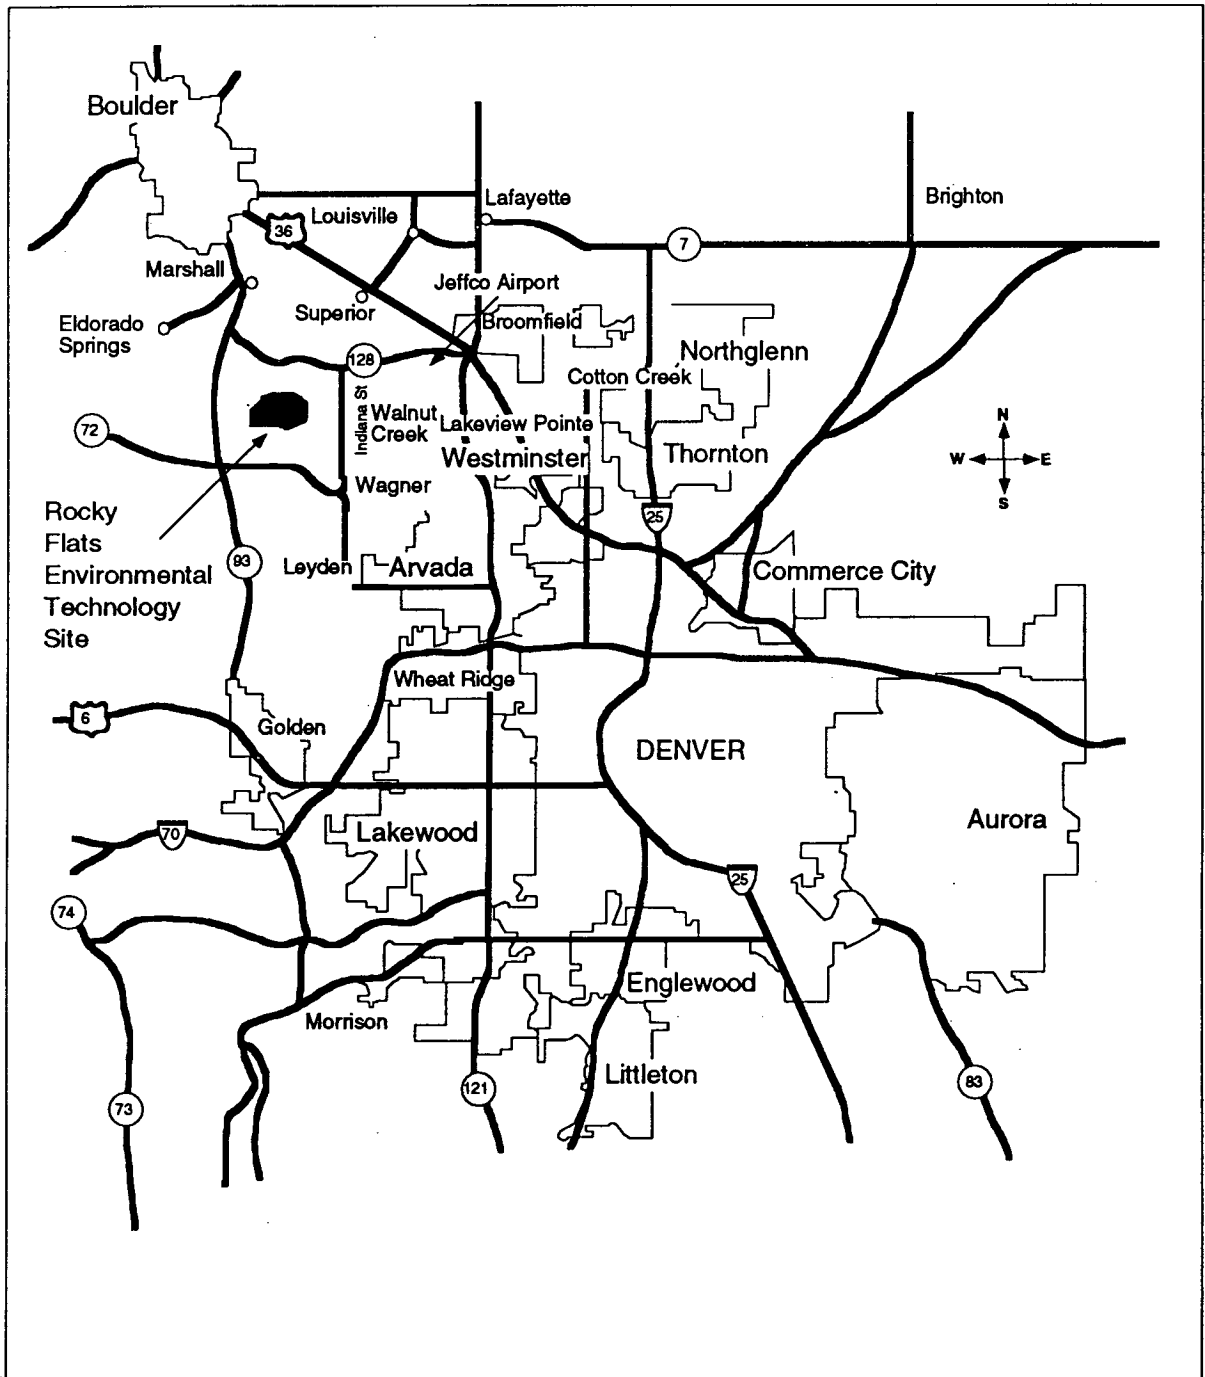 Boulder
Lafayette
Brighton
Louisville
36
7
Marshall
Jeffco Airport
Superior
Eldorado
Springs
Broomfield
Northglenn
128
Cotton Creek
Indiana St
Walnut
Creek
Lakeview Pointe
72
N
W
E
S
Westminster
Thornton
Wagner
Rocky
Flats
Environmental
Technology
Site
25
93
Leyden
Arvada
Commerce City
Wheat Ridge
6
Golden
DENVER
70
Lakewood
Aurora
25
74
Englewood
Morrison
Littleton
121
83
73